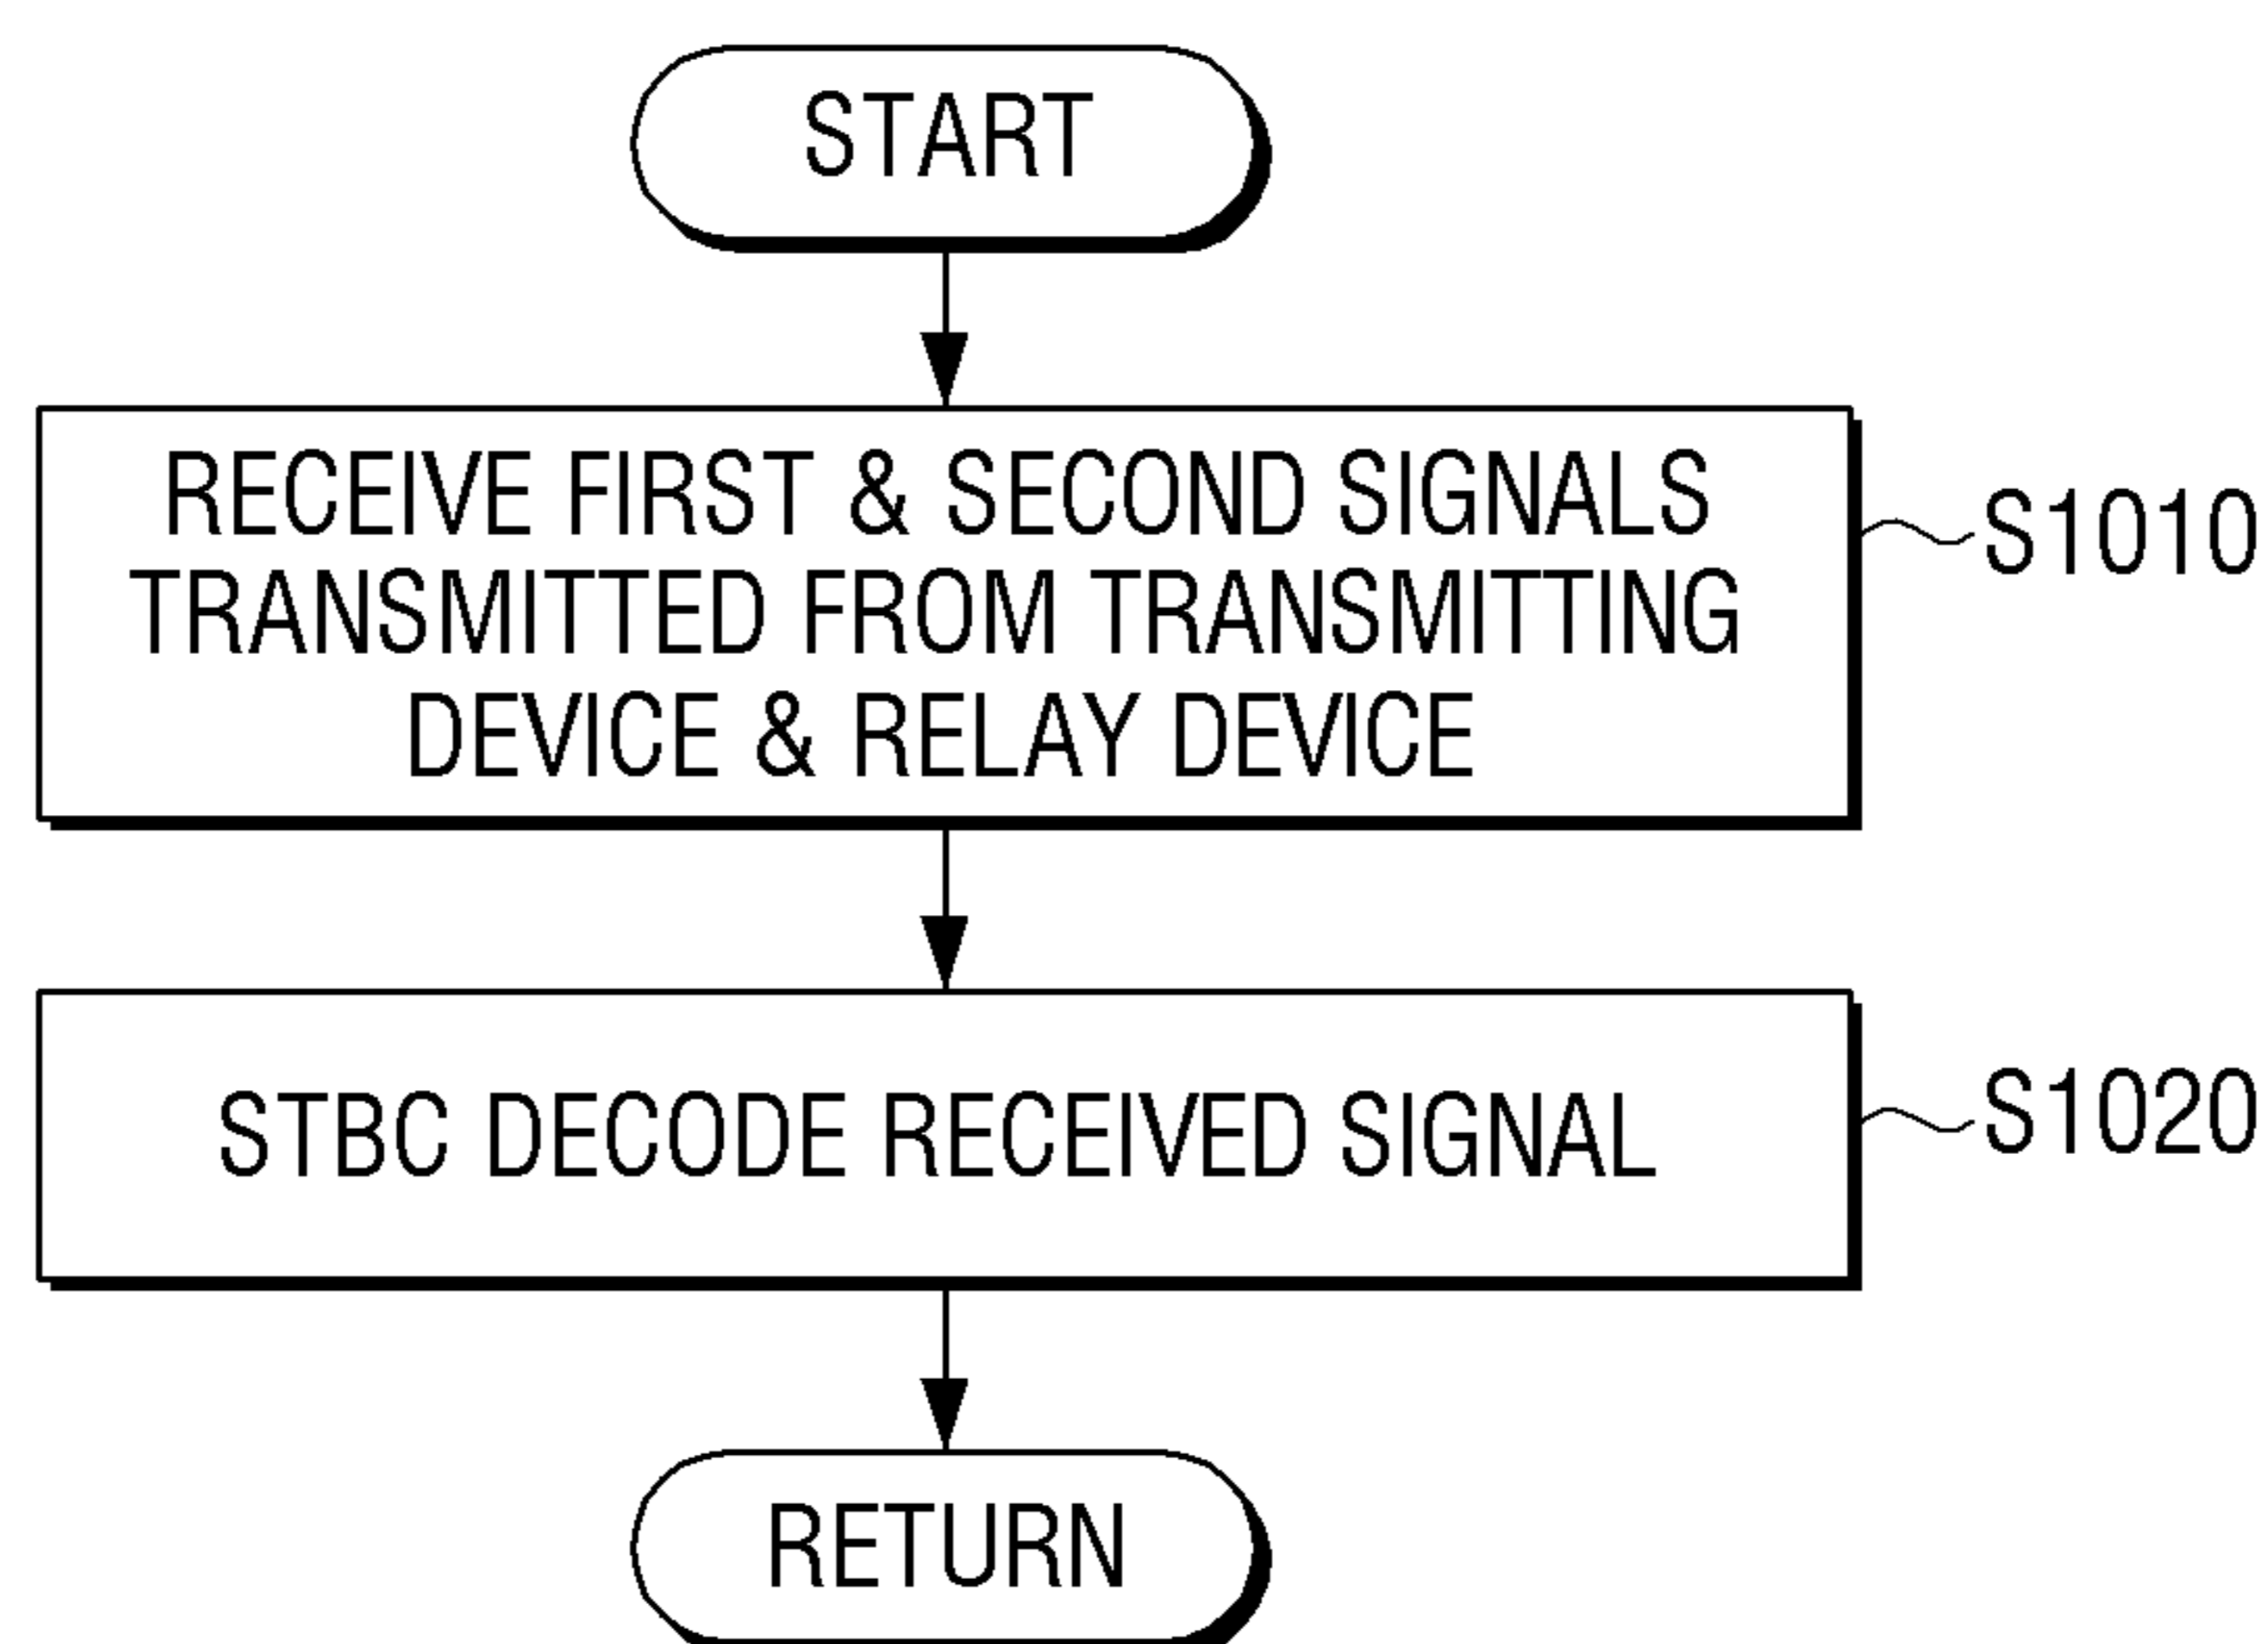 START
RECEIVE FIRST & SECOND SIGNALS
TRANSMITTED FROM TRANSMITTING
DEVICE & RELAY DEVICE
S1010
STBC DECODE RECEIVED SIGNAL
S1020
RETURN